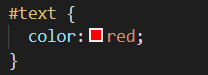 #text {
  color: red;
}